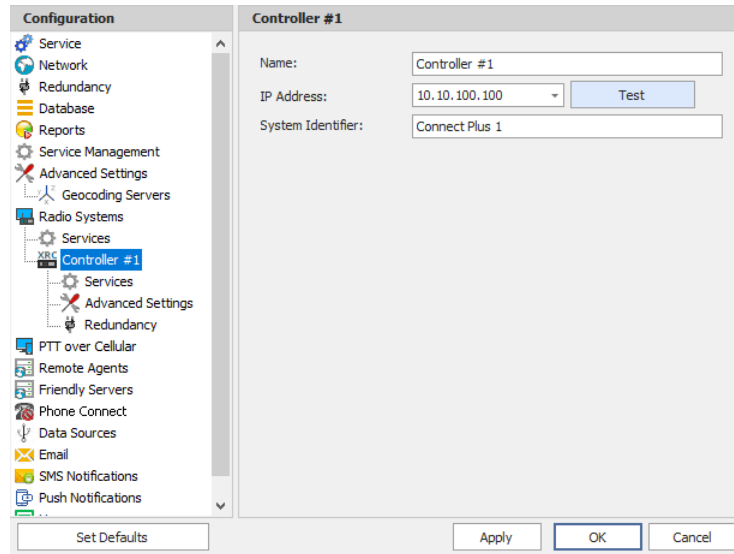 Configuration
Service
Network
Redundancy
Database
Reports
Service Management
Advanced Settings
Geocoding Servers
Radio Systems
Services
XRC Controller #1
Services
Advanced Settings
Redundancy
PTT over Cellular
Remote Agents
Friendly Servers
Phone Connect
Data Sources
Email
SMS Notifications
Push Notifications
Set Defaults
Controller #1
Name: Controller #1
IP Address: 10.10.100.100 Test
System Identifier: Connect Plus 1
Apply OK Cancel